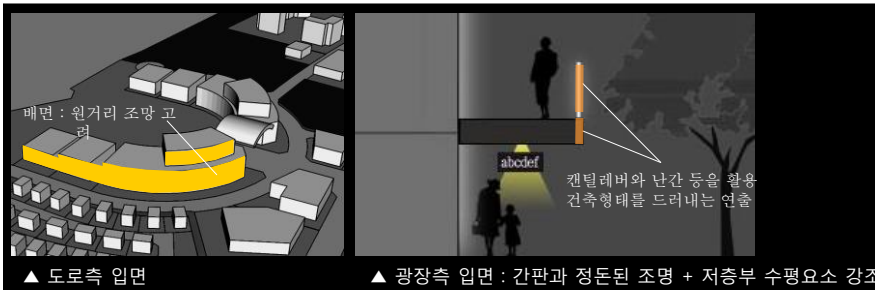 배면 : 원거리 조망 고
려
abcdef
캔틸레버와 난간 등을 활용
건축형태를 드러내는 연출
▲ 도로측 입면
▲ 광장측 입면 : 간판과 정돈된 조명 + 저층부 수평요소 강조